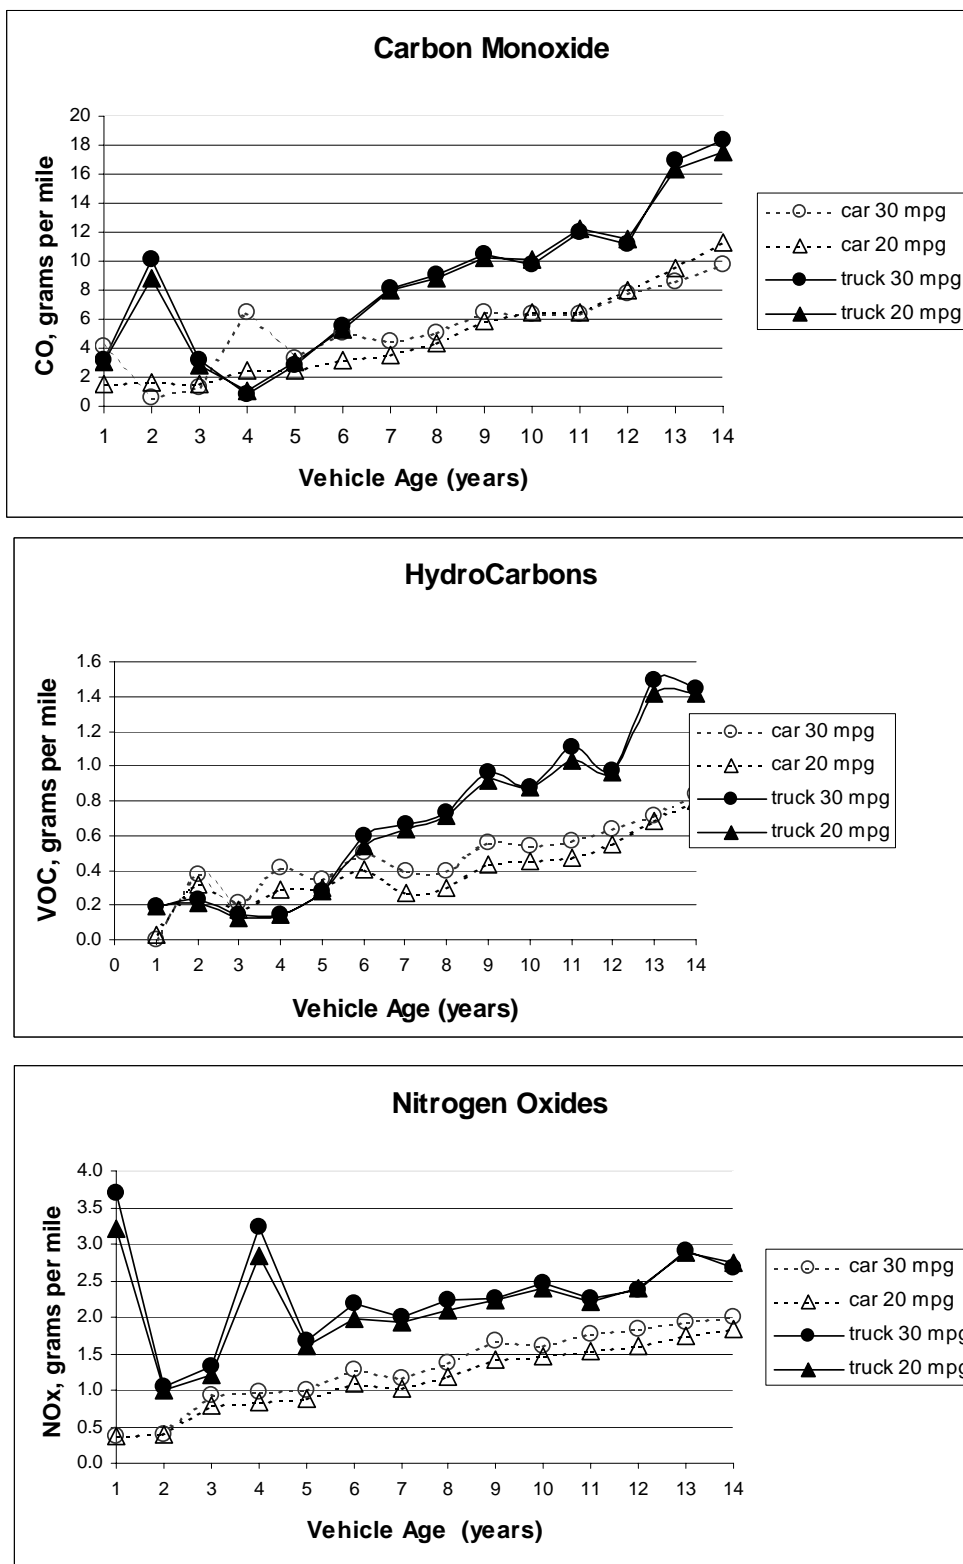 Carbon Monoxide
CO, grams per mile
20
18
16
14
12
10
8
6
4
2
0
1 2 3 4 5 6 7 8 9 10 11 12 13 14
Vehicle Age (years)
car 30 mpg
car 20 mpg
truck 30 mpg
truck 20 mpg
HydroCarbons
VOC, grams per mile
1.6
1.4
1.2
1.0
0.8
0.6
0.4
0.2
0.0
0 1 2 3 4 5 6 7 8 9 10 11 12 13 14
Vehicle Age (years)
car 30 mpg
car 20 mpg
truck 30 mpg
truck 20 mpg
Nitrogen Oxides
NOx, grams per mile
4.0
3.5
3.0
2.5
2.0
1.5
1.0
0.5
0.0
1 2 3 4 5 6 7 8 9 10 11 12 13 14
Vehicle Age (years)
car 30 mpg
car 20 mpg
truck 30 mpg
truck 20 mpg